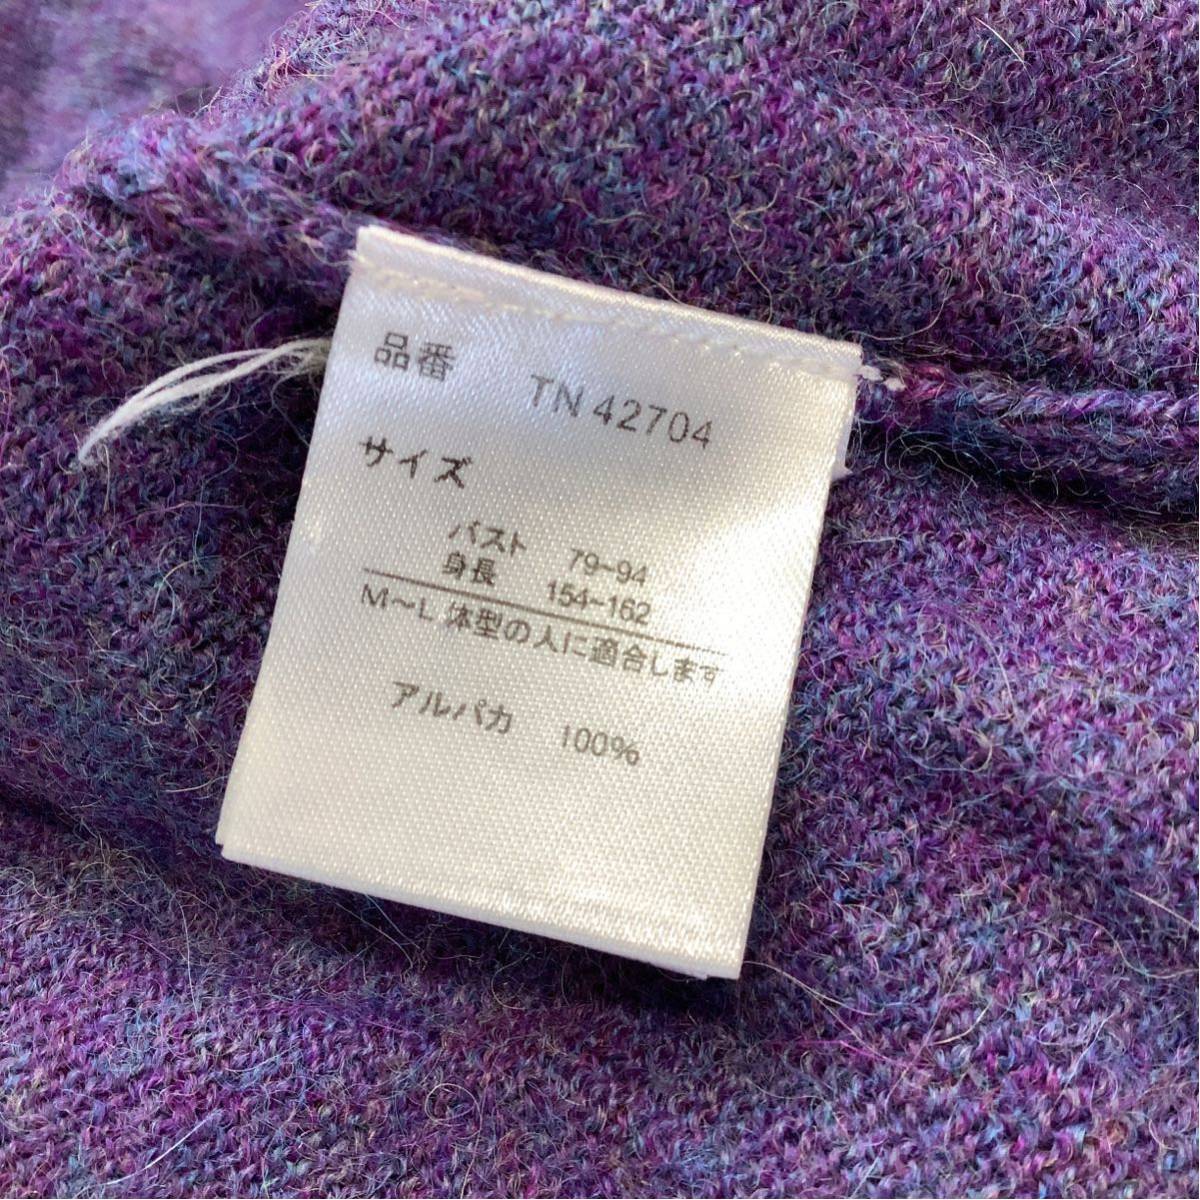 品番 TN 42704
サイズ
バスト 79-94
身長 154-162
M～L 体型の人に適合します
アルパカ 100%